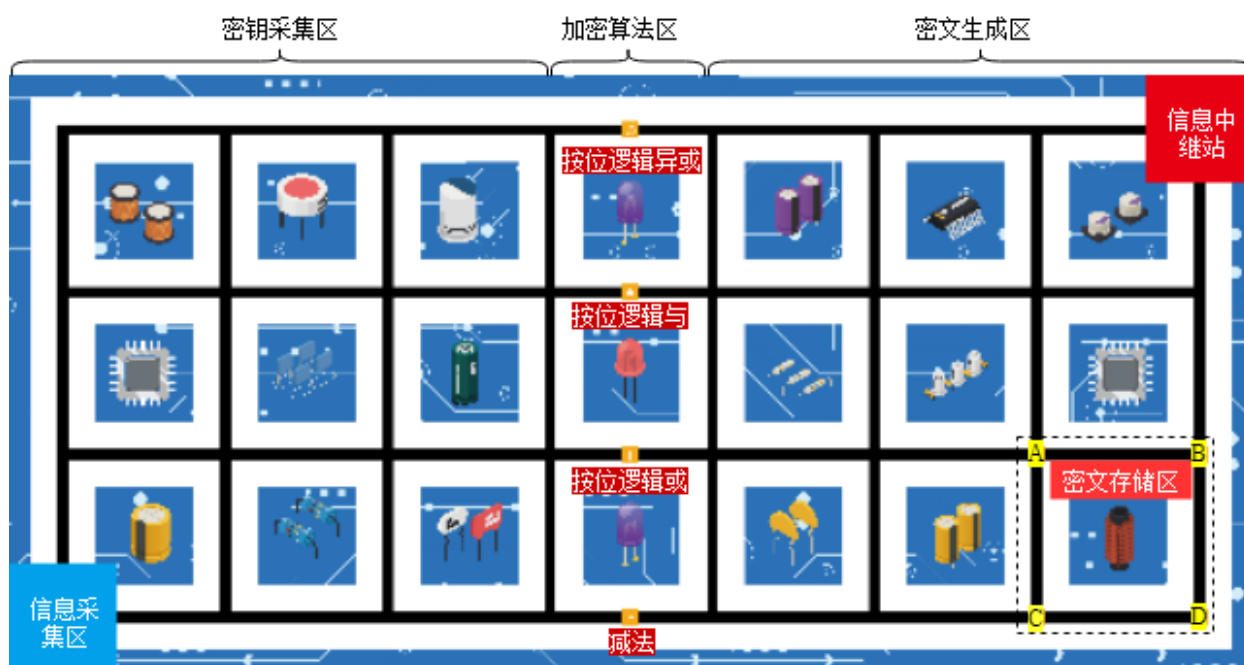 密钥采集区
加密算法区
密文生成区
信息中
继站
按位逻辑异或
按位逻辑与
A
B
按位逻辑或
密文存储区
信息采
集区
C
D
减法